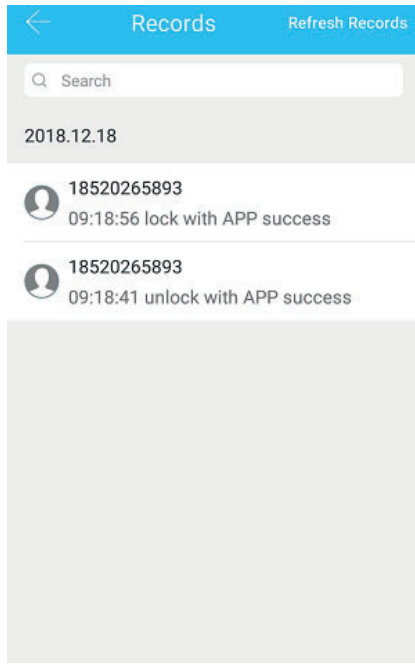 Records
Refresh Records
Search
2018.12.18
18520265893
09:18:56 lock with APP success
18520265893
09:18:41 unlock with APP success